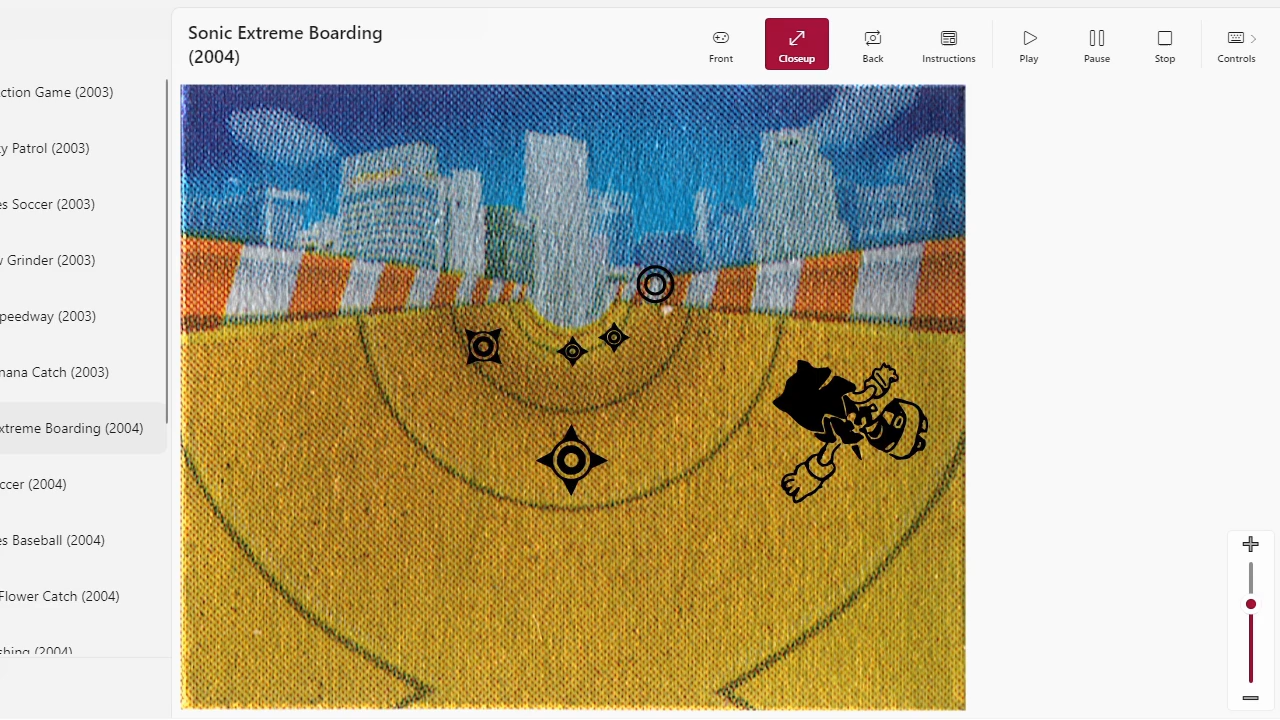 Sonic Extreme Boarding
(2004)
Front
Closeup
Back
Instructions
Play
Pause
Stop
Controls
ction Game (2003)
y Patrol (2003)
es Soccer (2003)
w Grinder (2003)
peedway (2003)
nana Catch (2003)
xtreme Boarding (2004)
ccer (2004)
es Baseball (2004)
Flower Catch (2004)
shing (2004)